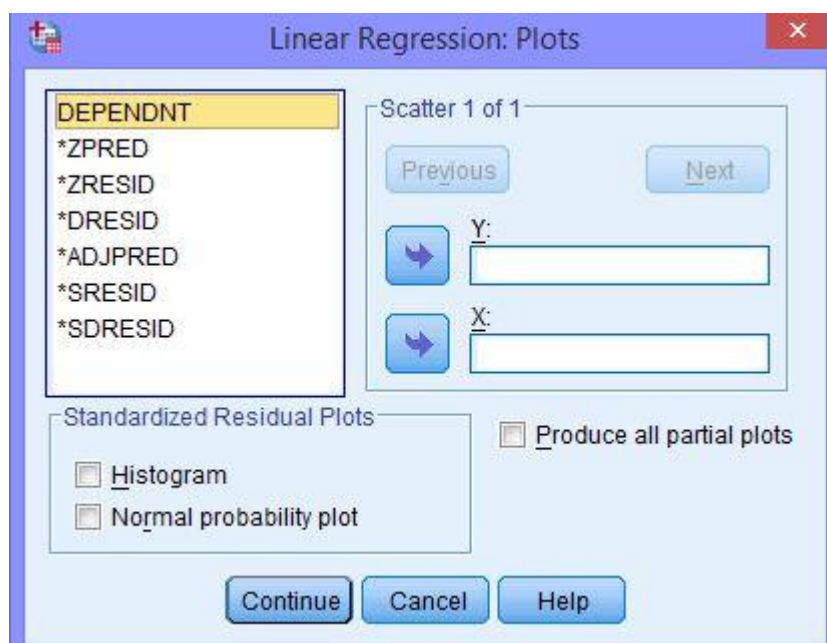 Linear Regression: Plots
DEPENDNT
*ZPRED
*ZRESID
*DRESID
*ADJPRED
*SRESID
*SDRESID
Scatter 1 of 1
Previous Next
Y:
X:
Standardized Residual Plots
Histogram
Normal probability plot
Produce all partial plots
Continue Cancel Help